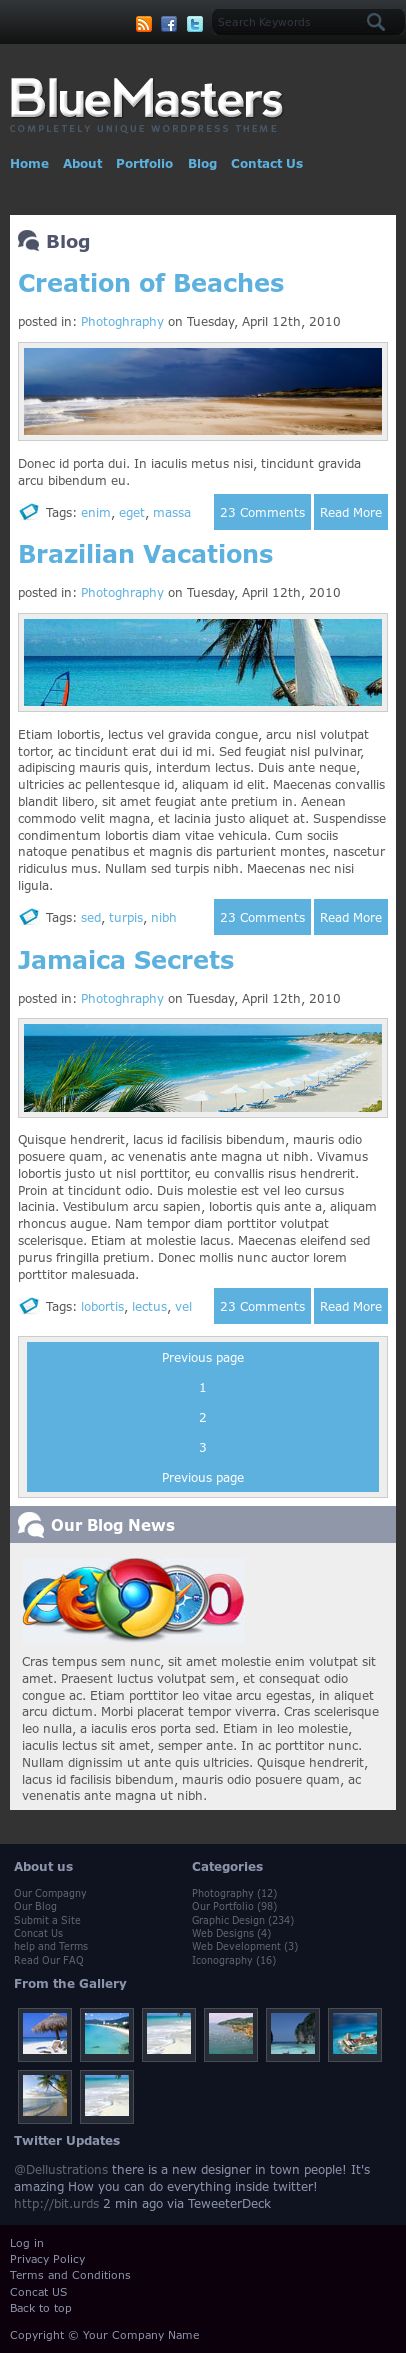 Search Keywords
BlueMasters
COMPLETELY UNIQUE WORDPRESS THEME
Home About Portfolio Blog Contact Us
Blog
Creation of Beaches
posted in: Photoghraphy on Tuesday, April 12th, 2010
Donec id porta dui. In iaculis metus nisi, tincidunt gravida
arcu bibendum eu.
Tags: enim, eget, massa 23 Comments Read More
Brazilian Vacations
posted in: Photoghraphy on Tuesday, April 12th, 2010
Etiam lobortis, lectus vel gravida congue, arcu nisl volutpat
tortor, ac tincidunt erat dui id mi. Sed feugiat nisl pulvinar,
adipiscing mauris quis, interdum lectus. Duis ante neque,
ultricies ac pellentesque id, aliquam id elit. Maecenas convallis
blandit libero, sit amet feugiat ante pretium in. Aenean
commodo velit magna, et lacinia justo aliquet at. Suspendisse
condimentum lobortis diam vitae vehicula. Cum sociis
natoque penatibus et magnis dis parturient montes, nascetur
ridiculus mus. Nullam sed turpis nibh. Maecenas nec nisi
ligula.
Tags: sed, turpis, nibh 23 Comments Read More
Jamaica Secrets
posted in: Photoghraphy on Tuesday, April 12th, 2010
Quisque hendrerit, lacus id facilisis bibendum, mauris odio
posuere quam, ac venenatis ante magna ut nibh. Vivamus
lobortis justo ut nisl porttitor, eu convallis risus hendrerit.
Proin at tincidunt odio. Duis molestie est vel leo cursus
lacinia. Vestibulum arcu sapien, lobortis quis ante a, aliquam
rhoncus augue. Nam tempor diam porttitor volutpat
scelerisque. Etiam at molestie lacus. Maecenas eleifend sed
purus fringilla pretium. Donec mollis nunc auctor lorem
porttitor malesuada.
Tags: lobortis, lectus, vel 23 Comments Read More
Previous page
1
2
3
Previous page
Our Blog News
Cras tempus sem nunc, sit amet molestie enim volutpat sit
amet. Praesent luctus volutpat sem, et consequat odio
congue ac. Etiam porttitor leo vitae arcu egestas, in aliquet
arcu dictum. Morbi placerat tempor viverra. Cras scelerisque
leo nulla, a iaculis eros porta sed. Etiam in leo molestie,
iaculis lectus sit amet, semper ante. In ac porttitor nunc.
Nullam dignissim ut ante quis ultricies. Quisque hendrerit,
lacus id facilisis bibendum, mauris odio posuere quam, ac
venenatis ante magna ut nibh.
About us
Our Compagny
Our Blog
Submit a Site
Concat Us
help and Terms
Read Our FAQ
Categories
Photography (12)
Our Portfolio (98)
Graphic Design (234)
Web Designs (4)
Web Development (3)
Iconography (16)
From the Gallery
Twitter Updates
@Dellustrations there is a new designer in town people! It's
amazing How you can do everything inside twitter!
http://bit.urds 2 min ago via TeweeterDeck
Log in
Privacy Policy
Terms and Conditions
Concat US
Back to top
Copyright © Your Company Name